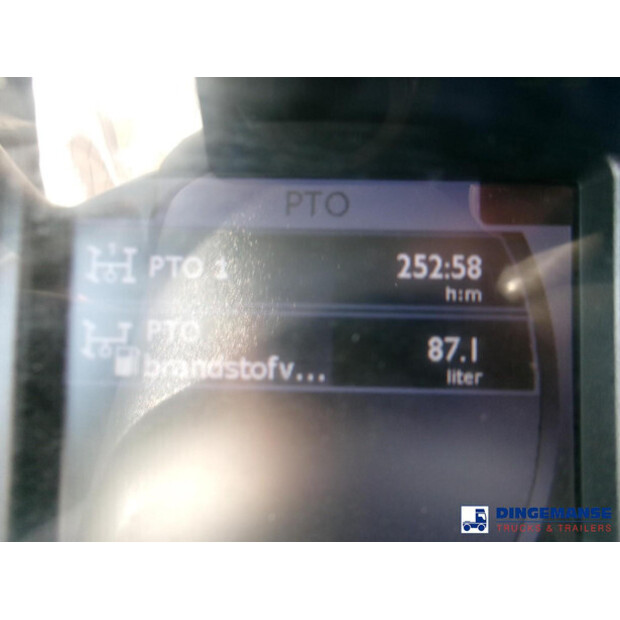 PTO
PTO 1 252:58
h:m
PTO
brandstofv... 87.1
liter
DINGEMANSE
TRUCKS & TRAILERS